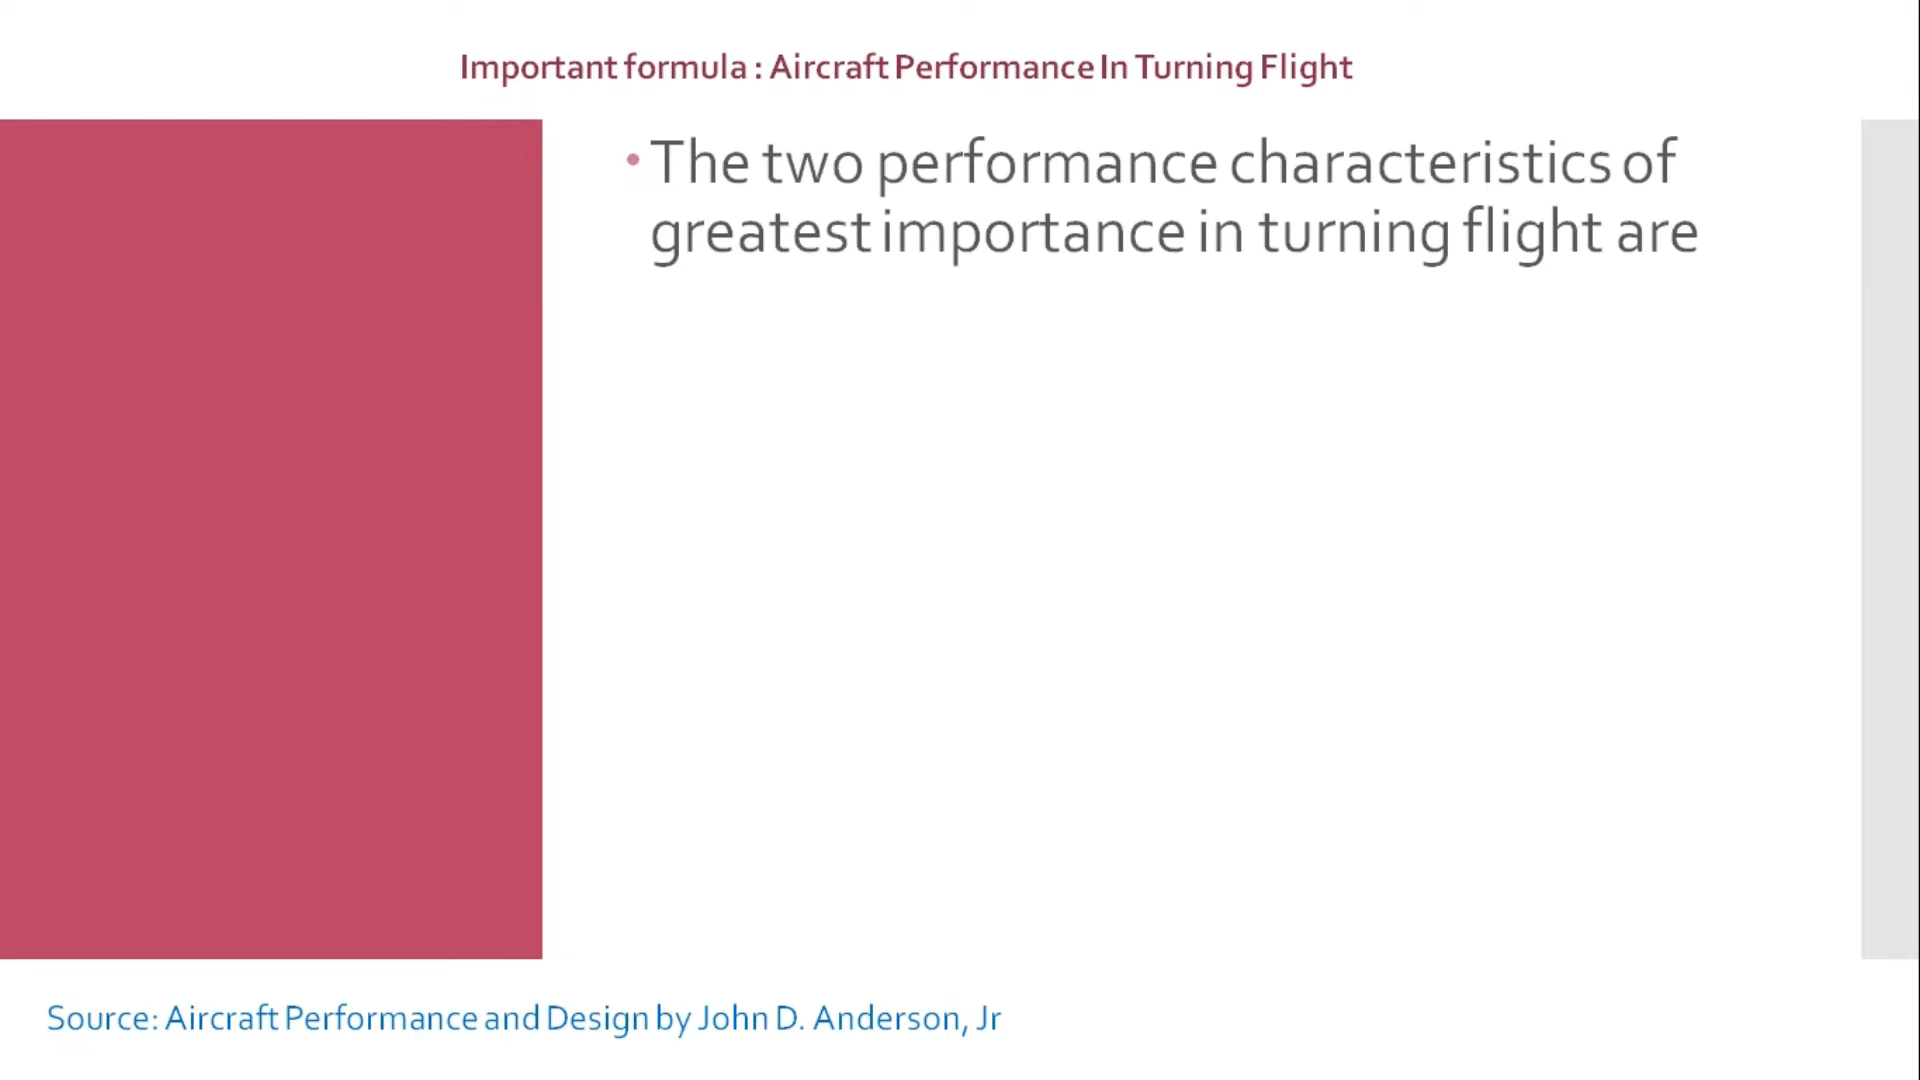 Important formula : Aircraft Performance In Turning Flight
• The two performance characteristics of
greatest importance in turning flight are
Source: Aircraft Performance and Design by John D. Anderson, Jr